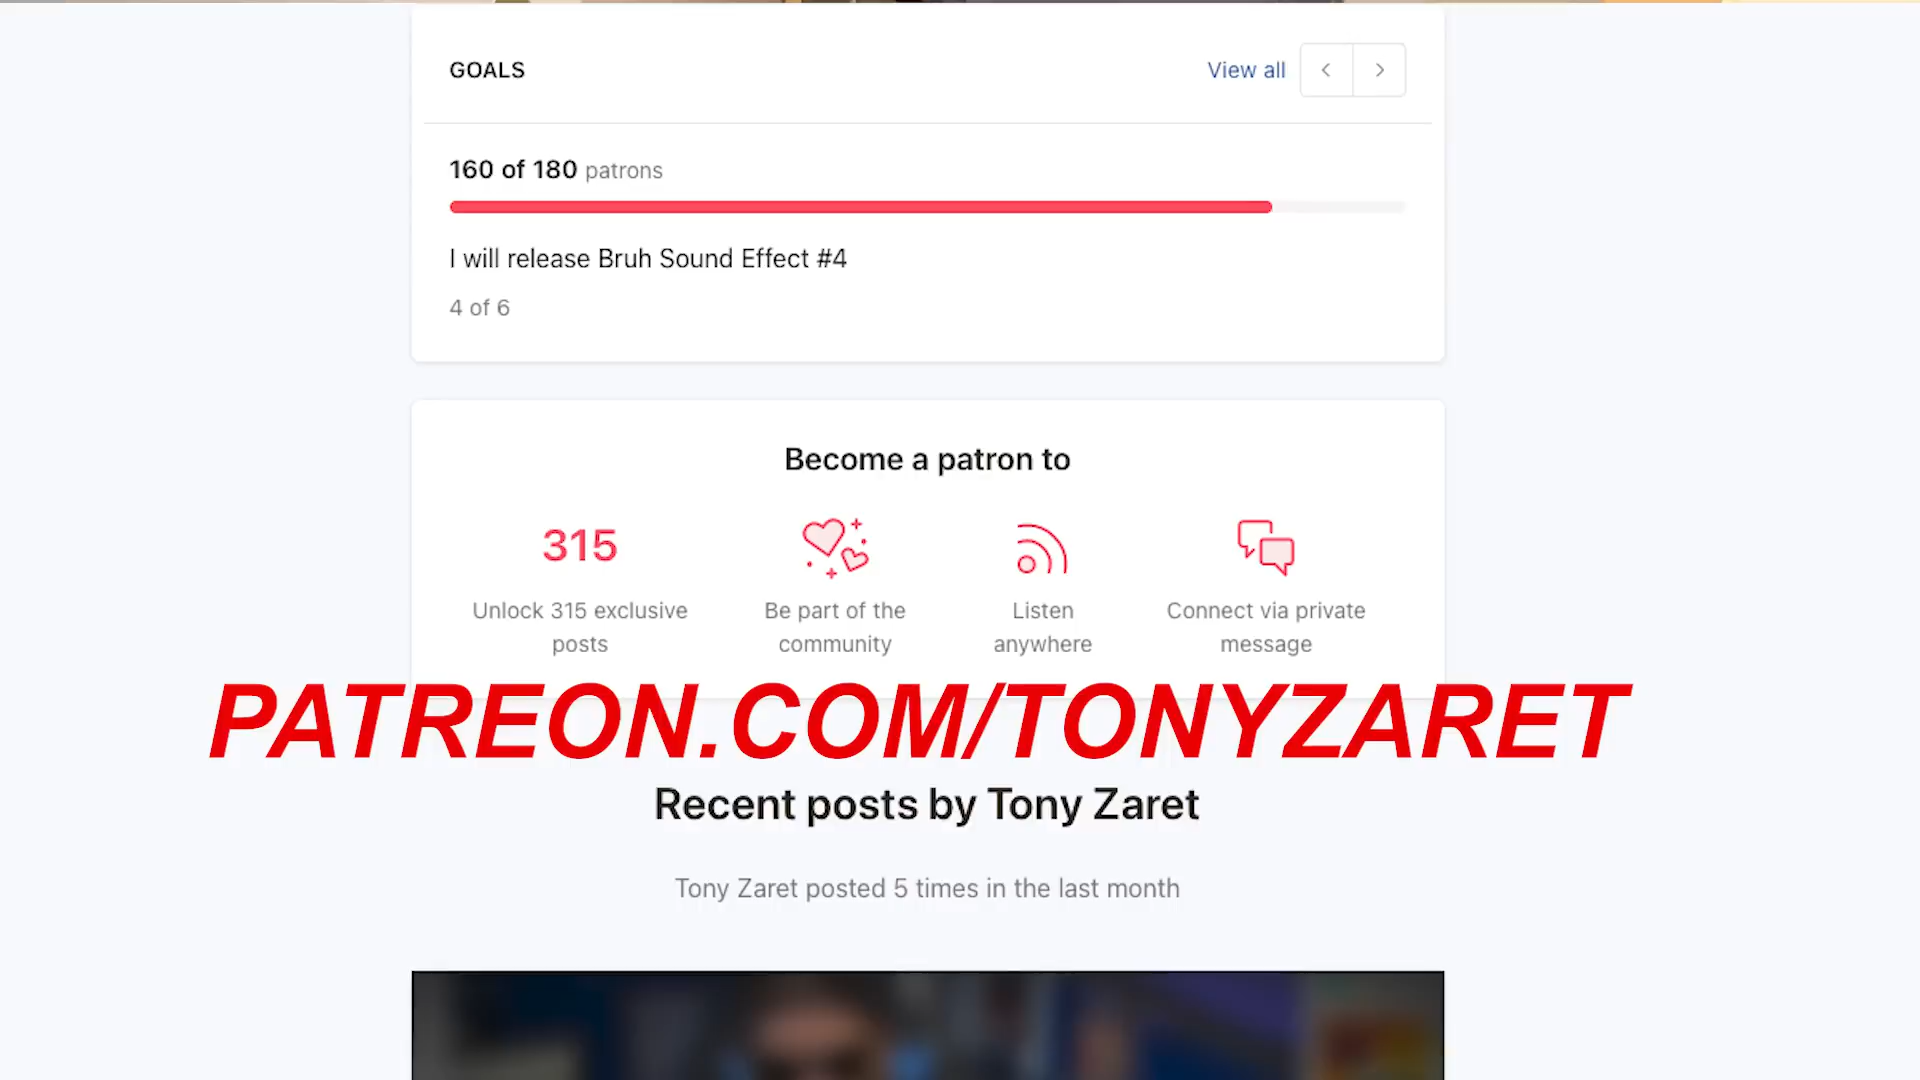 GOALS
View all
160 of 180 patrons
I will release Bruh Sound Effect #4
4 of 6
Become a patron to
315
Unlock 315 exclusive
posts
Be part of the
community
Listen
anywhere
Connect via private
message
PATREON.COM/TONYZARET
Recent posts by Tony Zaret
Tony Zaret posted 5 times in the last month